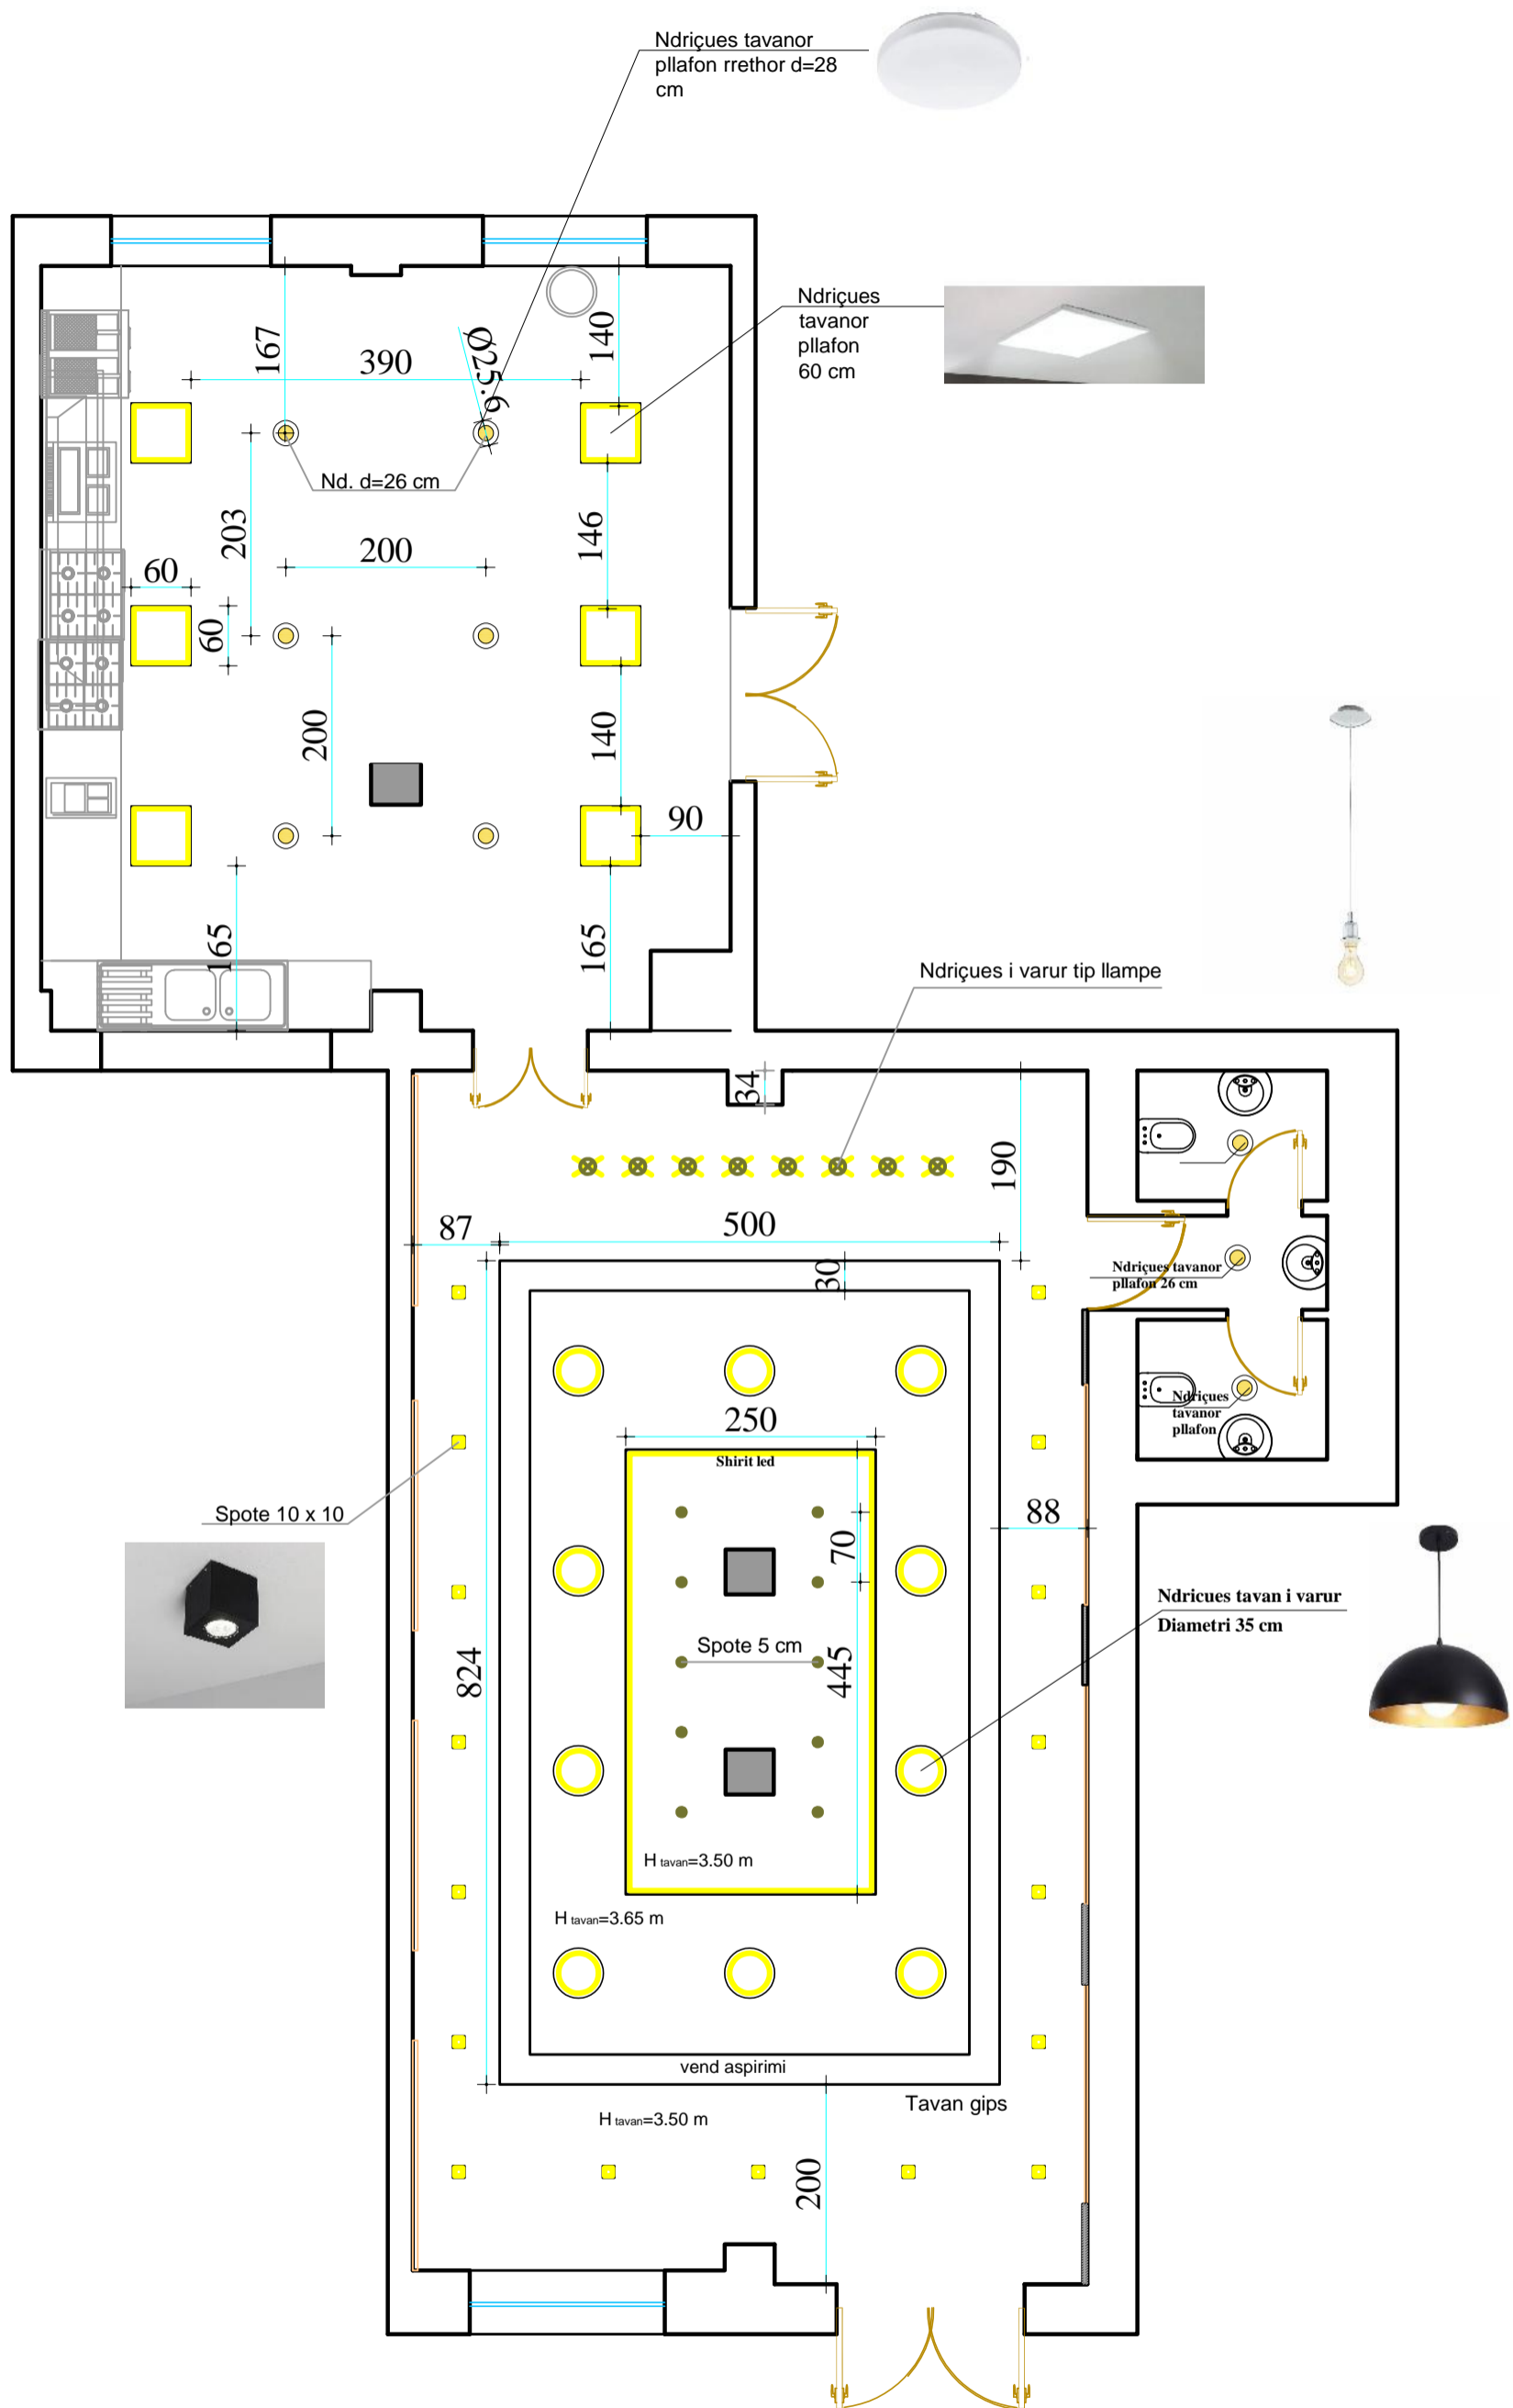 Ndriçues tavanor
pllafon rrethor d=28
cm
Ndriçues
tavanor
pllafon
60 cm
167
390
Ø25.6
140
Nd. d=26 cm
203
200
146
60
60
200
140
90
165
165
Ndriçues i varur tip llampe
34
190
87
500
30
Ndriçues tavanor
pllafon 26 cm
Ndriçues
tavanor
pllafon
250
Shirit led
Spote 10 x 10
70
88
Ndricues tavan i varur
Diametri 35 cm
Spote 5 cm
824
445
H tavan=3.50 m
H tavan=3.65 m
vend aspirimi
Tavan gips
H tavan=3.50 m
200